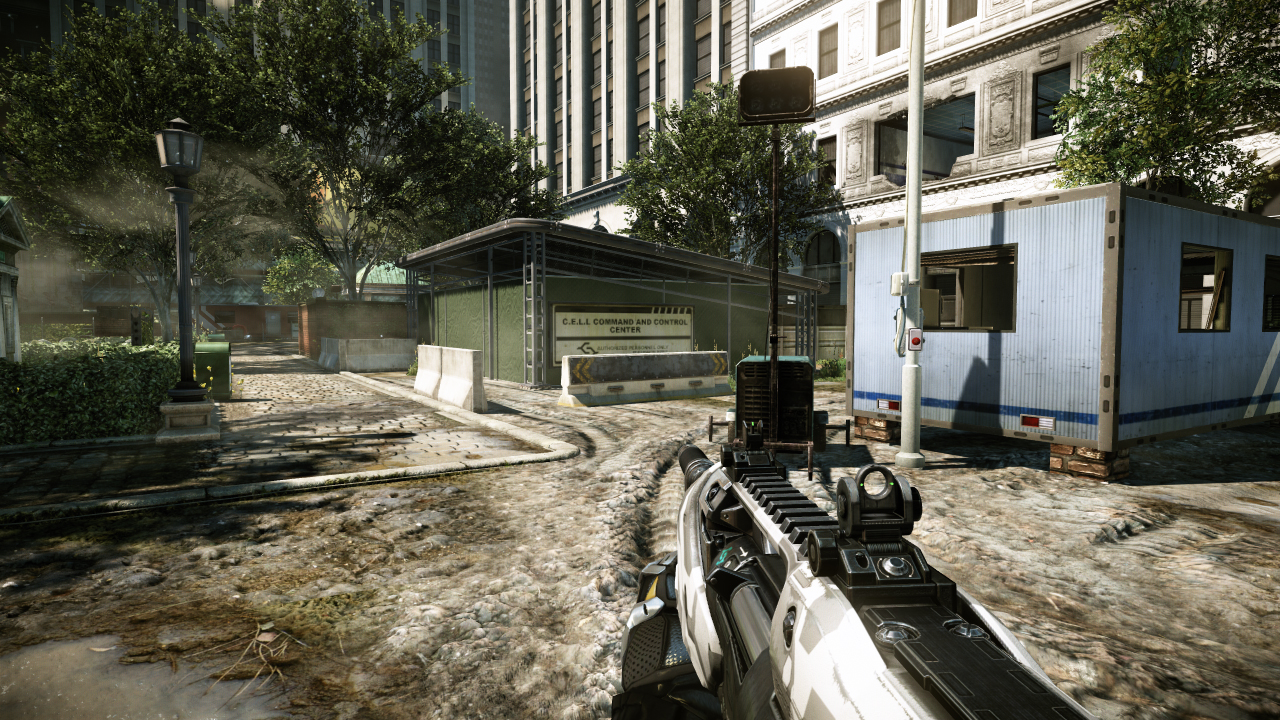 C.E.L.L COMMAND AND CONTROL
CENTER
AUTHORIZED PERSONNEL ONLY